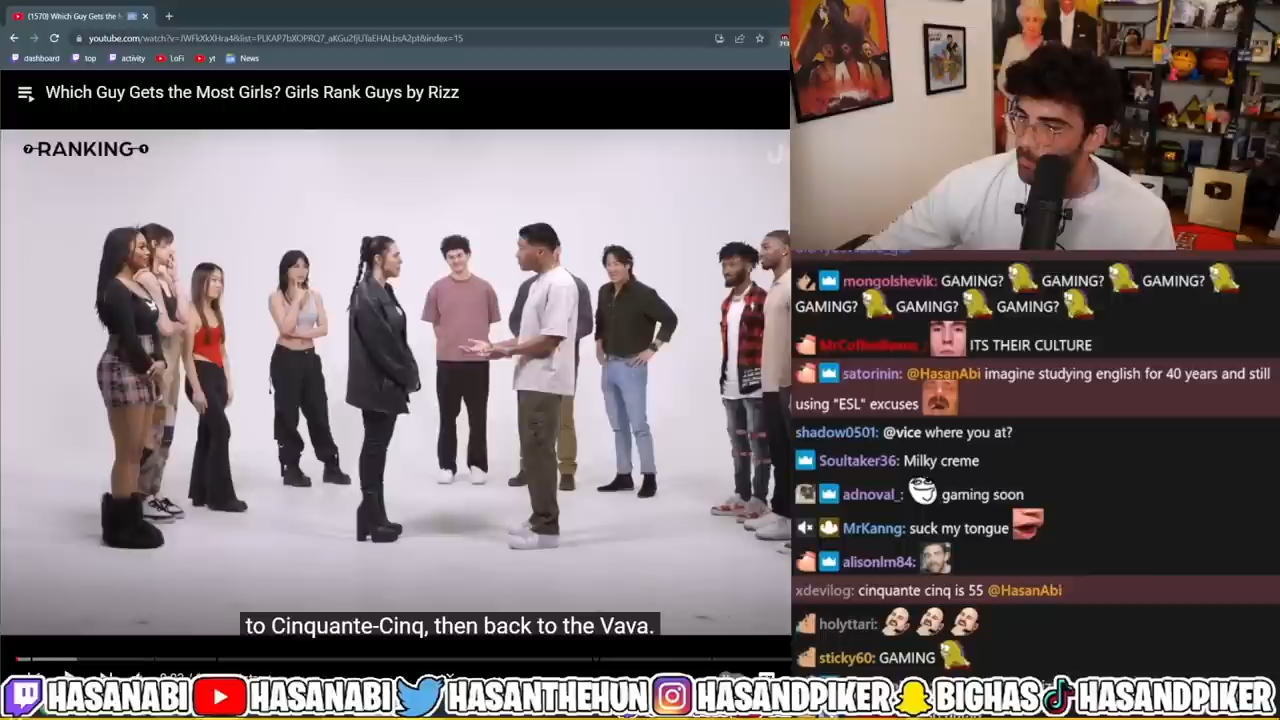 (1570) Which Guy Gets the M
youtube.com/watch?v=JWFkXkXHra4&list=PLKAP7bXOPRQ7_aKGu2fjUTaEHALbsA2pt&index=15
dashboard top activity LoFi yt News
Which Guy Gets the Most Girls? Girls Rank Guys by Rizz
RANKING
to Cinquante-Cinq, then back to the Vava.
mongolshevik: GAMING? GAMING? GAMING?
GAMING? GAMING? GAMING?
ITS THEIR CULTURE
satorinin: @HasanAbi imagine studying english for 40 years and still
using "ESL" excuses
shadow0501: @vice where you at?
Soultaker36: Milky creme
adnoval_: gaming soon
MrKanng: suck my tongue
alisonlrn84:
xdevilog: cinquante cinq is 55 @HasanAbi
holyttari:
sticky60: GAMING
HASANABI HASANABI HASANTHEHUN HASANDPIKER BIGHAS HASANDPIKER